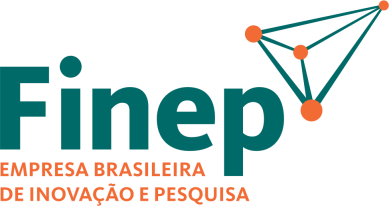 Finep
EMPRESA BRASILEIRA
DE INOVAÇÃO E PESQUISA